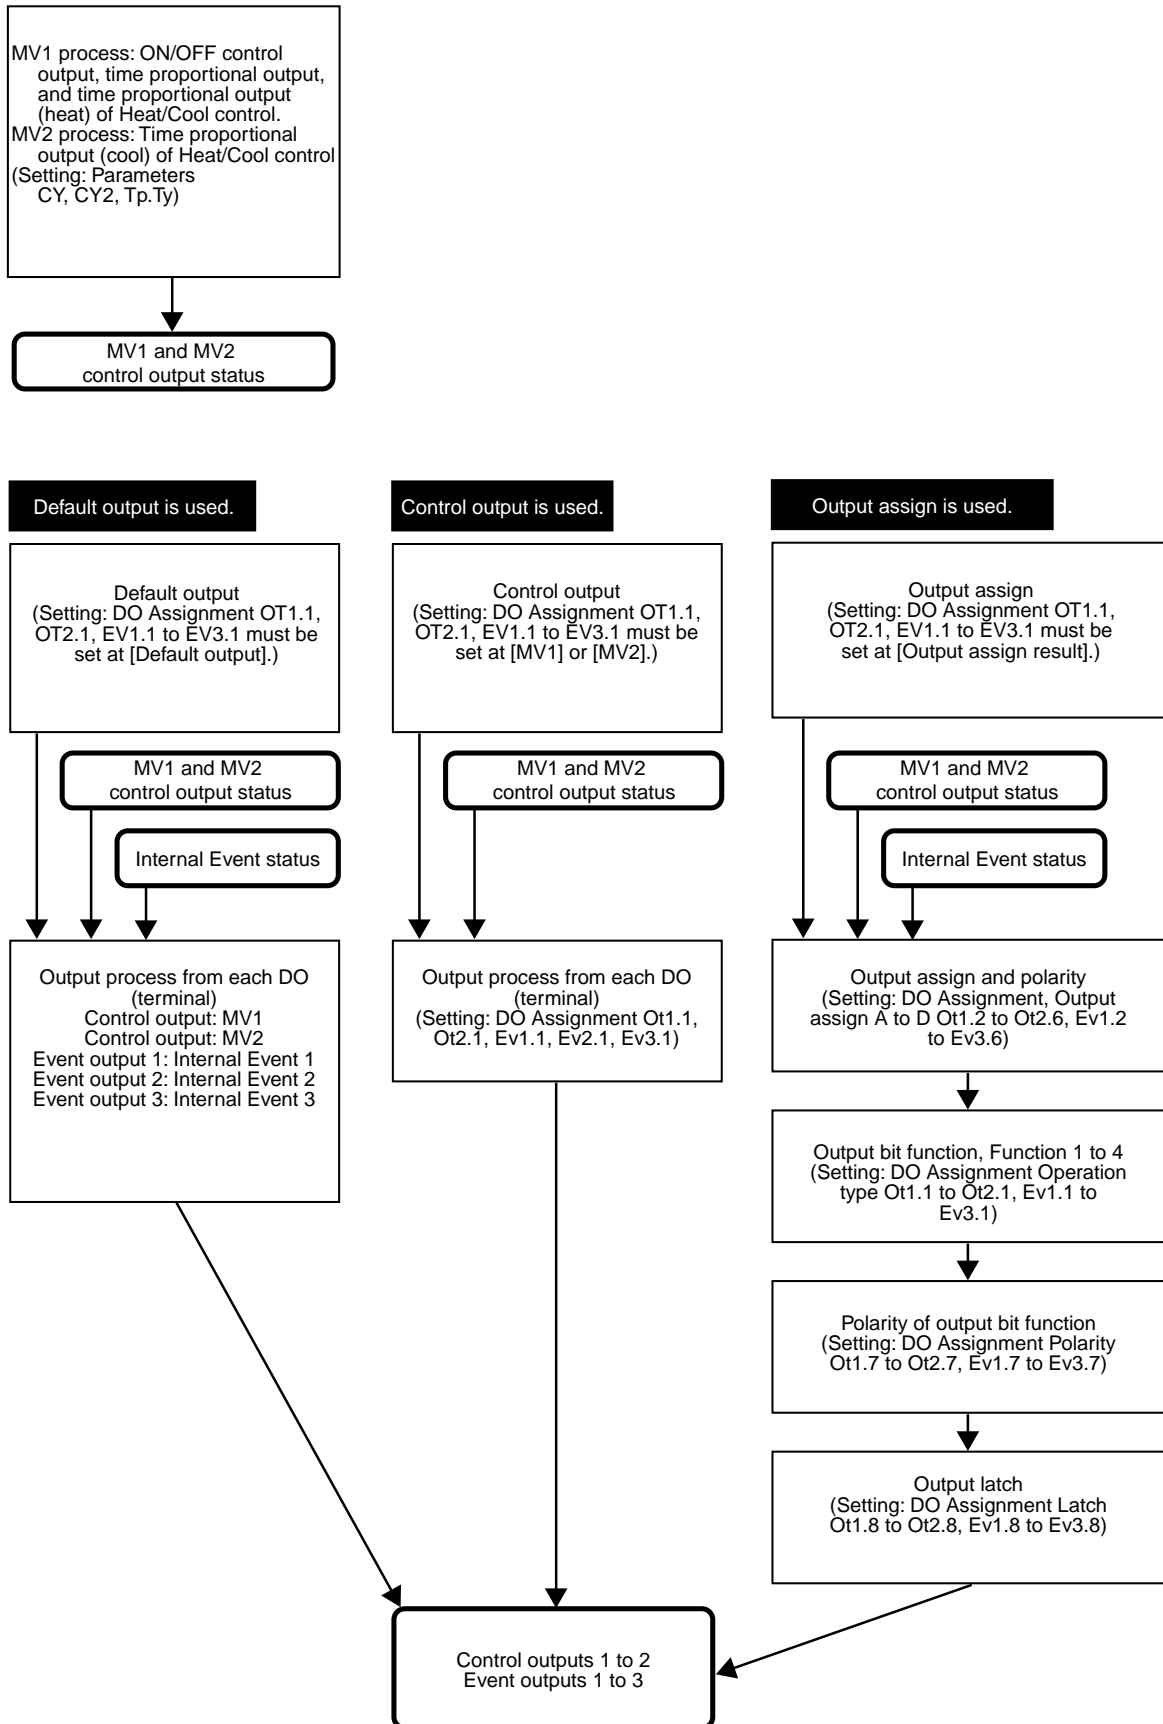 MV1 process: ON/OFF control
output, time proportional output,
and time proportional output
(heat) of Heat/Cool control.
MV2 process: Time proportional
output (cool) of Heat/Cool control
(Setting: Parameters
CY, CY2, Tp.Ty)
MV1 and MV2
control output status
Default output is used.
Default output
(Setting: DO Assignment OT1.1,
OT2.1, EV1.1 to EV3.1 must be
set at [Default output].)
MV1 and MV2
control output status
Internal Event status
Output process from each DO
(terminal)
Control output: MV1
Control output: MV2
Event output 1: Internal Event 1
Event output 2: Internal Event 2
Event output 3: Internal Event 3
Control output is used.
Control output
(Setting: DO Assignment OT1.1,
OT2.1, EV1.1 to EV3.1 must be
set at [MV1] or [MV2].)
MV1 and MV2
control output status
Output process from each DO
(terminal)
(Setting: DO Assignment Ot1.1,
Ot2.1, Ev1.1, Ev2.1, Ev3.1)
Output assign is used.
Output assign
(Setting: DO Assignment OT1.1,
OT2.1, EV1.1 to EV3.1 must be
set at [Output assign result].)
MV1 and MV2
control output status
Internal Event status
Output assign and polarity
(Setting: DO Assignment, Output
assign A to D Ot1.2 to Ot2.6, Ev1.2
to Ev3.6)
Output bit function, Function 1 to 4
(Setting: DO Assignment Operation
type Ot1.1 to Ot2.1, Ev1.1 to
Ev3.1)
Polarity of output bit function
(Setting: DO Assignment Polarity
Ot1.7 to Ot2.7, Ev1.7 to Ev3.7)
Output latch
(Setting: DO Assignment Latch
Ot1.8 to Ot2.8, Ev1.8 to Ev3.8)
Control outputs 1 to 2
Event outputs 1 to 3